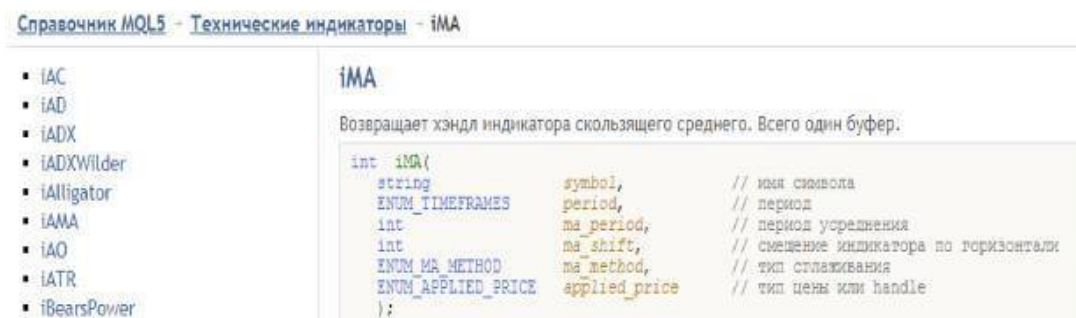 Справочник MQL5 - Технические индикаторы - iMA
iAC
iAD
iADX
iADXWilder
iAlligator
iAMA
iAO
iATR
iBearsPower
iMA
Возвращает хэндл индикатора скользящего среднего. Всего один буфер.
int iMA(
string symbol, // имя символа
ENUM_TIMEFRAMES period, // период
int ma_period, // период усреднения
int ma_shift, // смещение индикатора по горизонтали
ENUM_MA_METHOD ma_method, // тип сглаживания
ENUM_APPLIED_PRICE applied_price // тип цены или handle
);